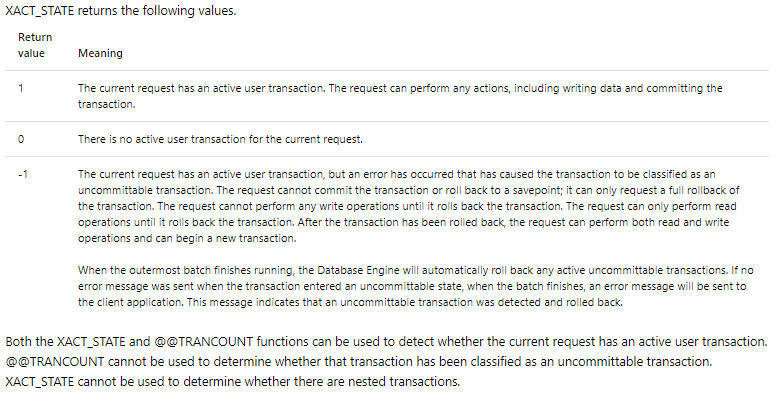 XACT_STATE returns the following values.
Return
value Meaning
1 The current request has an active user transaction. The request can perform any actions, including writing data and committing the
transaction.
0 There is no active user transaction for the current request.
-1 The current request has an active user transaction, but an error has occurred that has caused the transaction to be classified as an
uncommittable transaction. The request cannot commit the transaction or roll back to a savepoint; it can only request a full rollback of
the transaction. The request cannot perform any write operations until it rolls back the transaction. The request can only perform read
operations until it rolls back the transaction. After the transaction has been rolled back, the request can perform both read and write
operations and can begin a new transaction.
When the outermost batch finishes running, the Database Engine will automatically roll back any active uncommittable transactions. If no
error message was sent when the transaction entered an uncommittable state, when the batch finishes, an error message will be sent to
the client application. This message indicates that an uncommittable transaction was detected and rolled back.
Both the XACT_STATE and @@TRANCOUNT functions can be used to detect whether the current request has an active user transaction.
@@TRANCOUNT cannot be used to determine whether that transaction has been classified as an uncommittable transaction.
XACT_STATE cannot be used to determine whether there are nested transactions.